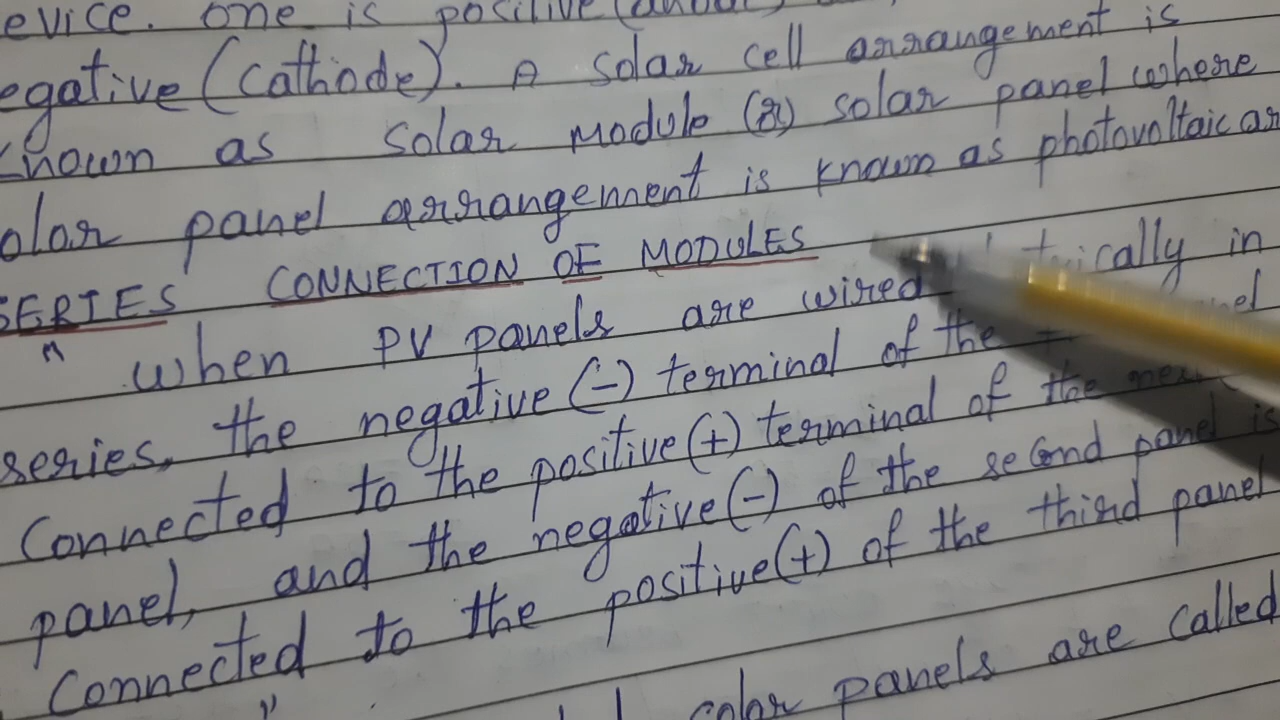 evice. one is positive
egative (cathode). A solar cell arrangement is
known as solar module (or) solar panel where
olar panel arrangement is known as photovoltaic ar
SERIES CONNECTION OF MODULES
" when PV panels are wired trically in
series, the negative (-) terminal of the nel
connected to the positive (+) terminal of the
panel, and the negative (-) of the second panel is
connected to the positive (+) of the third panel
" panels are called